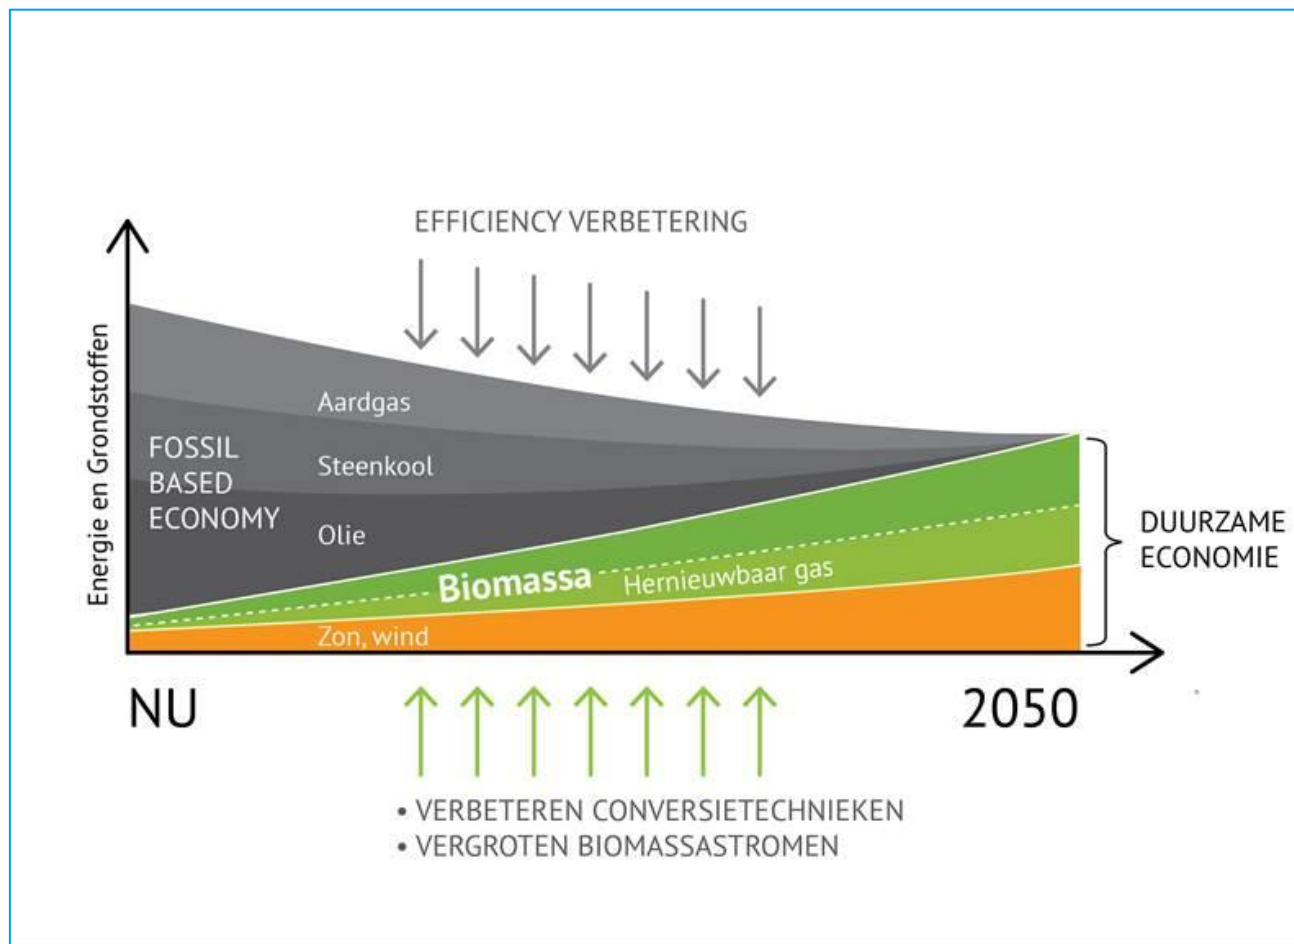 EFFICIENCY VERBETERING
Energie en Grondstoffen
Aardgas
FOSSIL
BASED
ECONOMY
Steenkool
Olie
Biomassa
Hernieuwbaar gas
Zon, wind
DUURZAME
ECONOMIE
NU
2050
• VERBETEREN CONVERSIETECHNIEKEN
• VERGROTEN BIOMASSASTROMEN